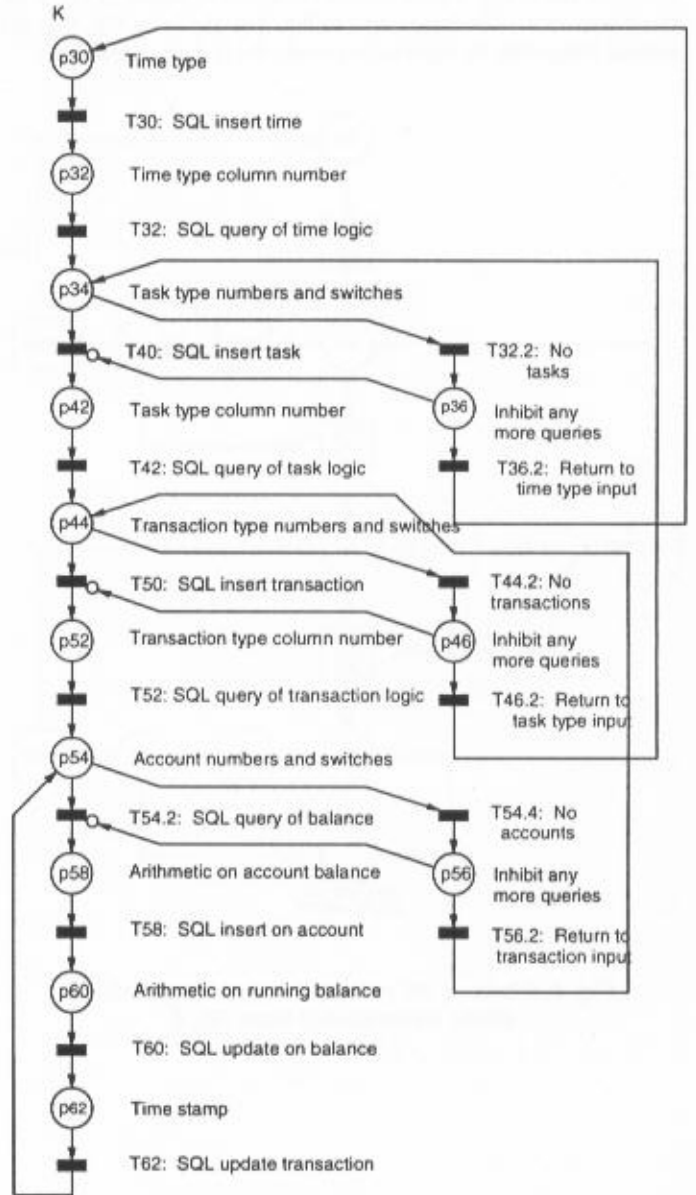 K
p30 Time type
T30: SQL insert time
p32 Time type column number
T32: SQL query of time logic
p34 Task type numbers and switches
T40: SQL insert task
T32.2: No
tasks
p42 Task type column number
p36 Inhibit any
more queries
T42: SQL query of task logic
T36.2: Return to
time type input
p44 Transaction type numbers and switches
T50: SQL insert transaction
T44.2: No
transactions
p52 Transaction type column number
p46 Inhibit any
more queries
T52: SQL query of transaction logic
T46.2: Return to
task type input
p54 Account numbers and switches
T54.2: SQL query of balance
T54.4: No
accounts
p58 Arithmetic on account balance
p56 Inhibit any
more queries
T58: SQL insert on account
T56.2: Return to
transaction input
p60 Arithmetic on running balance
T60: SQL update on balance
p62 Time stamp
T62: SQL update transaction